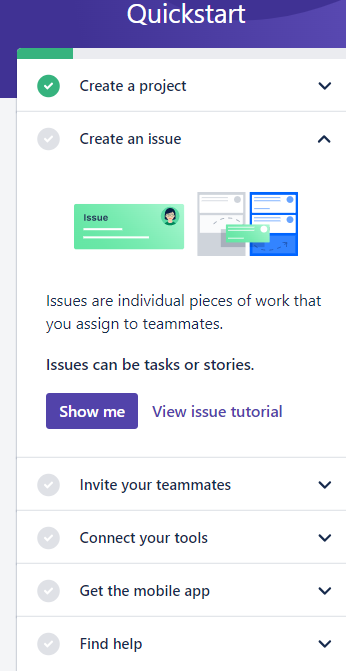 Quickstart
Create a project
Create an issue
Issue
Issues are individual pieces of work that
you assign to teammates.
Issues can be tasks or stories.
Show me View issue tutorial
Invite your teammates
Connect your tools
Get the mobile app
Find help